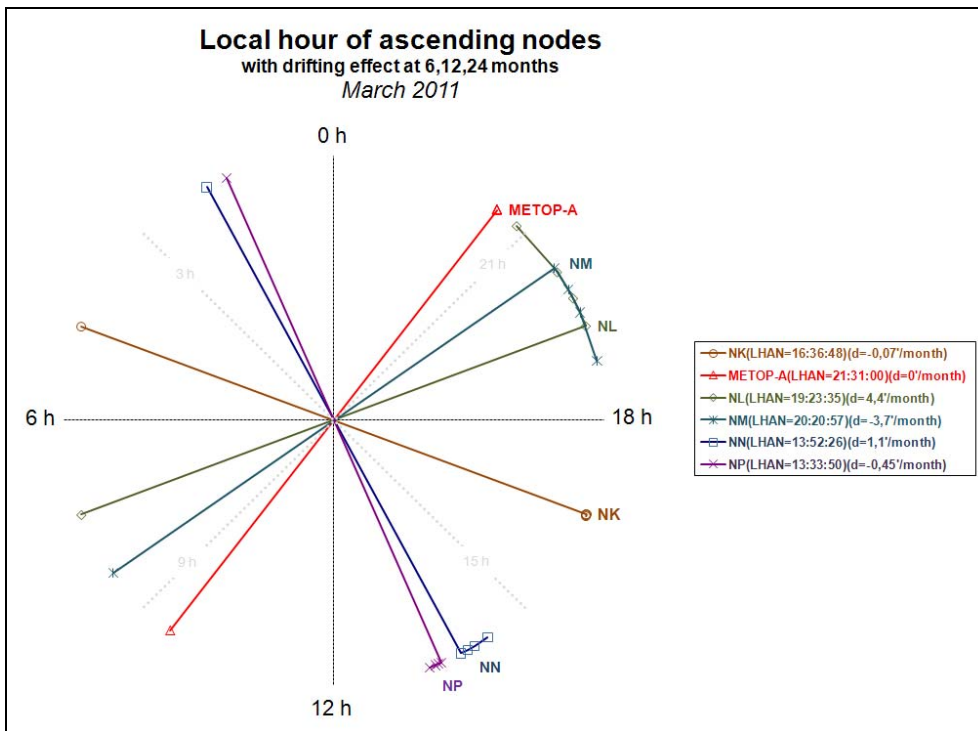 Local hour of ascending nodes
with drifting effect at 6,12,24 months
March 2011
0 h
METOP-A
3 h
21 h
NM
NL
NK(LHAN=16:36:48)(d=-0,07'/month)
METOP-A(LHAN=21:31:00)(d=0'/month)
NL(LHAN=19:23:35)(d=4,4'/month)
NM(LHAN=20:20:57)(d=-3,7'/month)
NN(LHAN=13:52:26)(d=1,1'/month)
NP(LHAN=13:33:50)(d=-0,45'/month)
6 h
18 h
NK
9 h
15 h
NN
NP
12 h